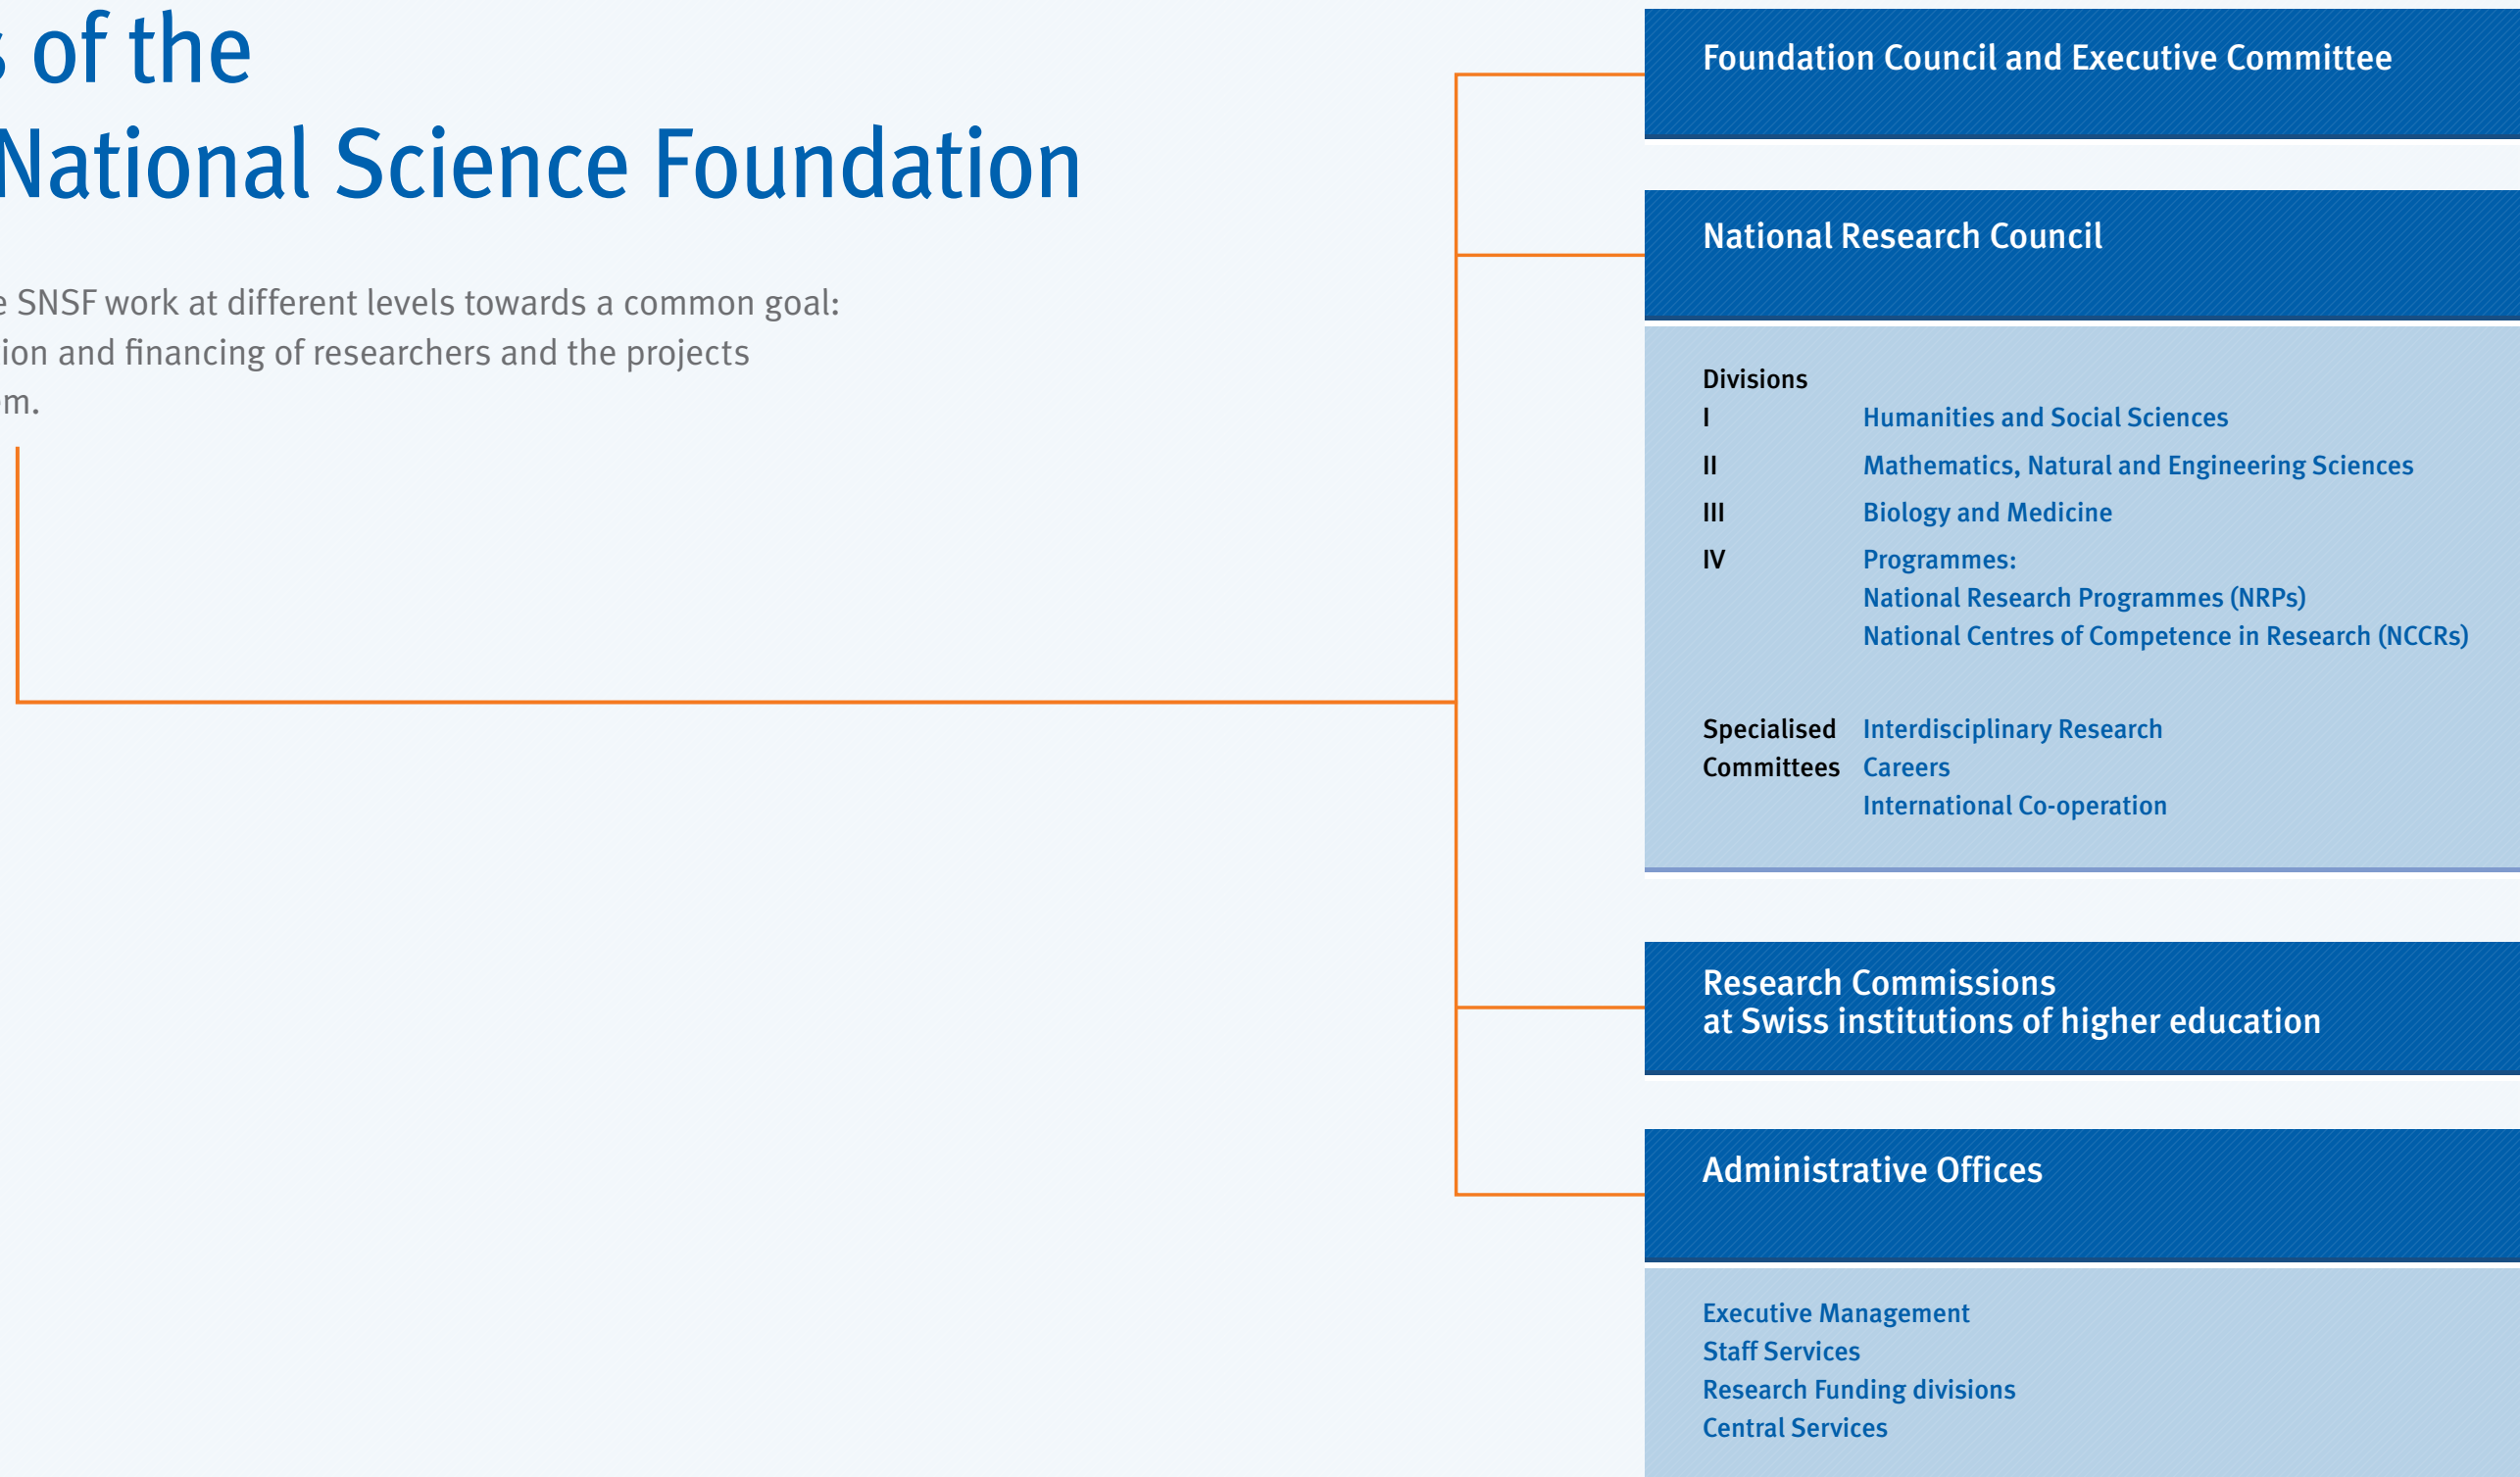 s of the
National Science Foundation
e SNSF work at different levels towards a common goal:
ion and financing of researchers and the projects
m.
Foundation Council and Executive Committee
National Research Council
Divisions
I Humanities and Social Sciences
II Mathematics, Natural and Engineering Sciences
III Biology and Medicine
IV Programmes:
National Research Programmes (NRPs)
National Centres of Competence in Research (NCCRs)
Specialised Interdisciplinary Research
Committees Careers
International Co-operation
Research Commissions
at Swiss institutions of higher education
Administrative Offices
Executive Management
Staff Services
Research Funding divisions
Central Services